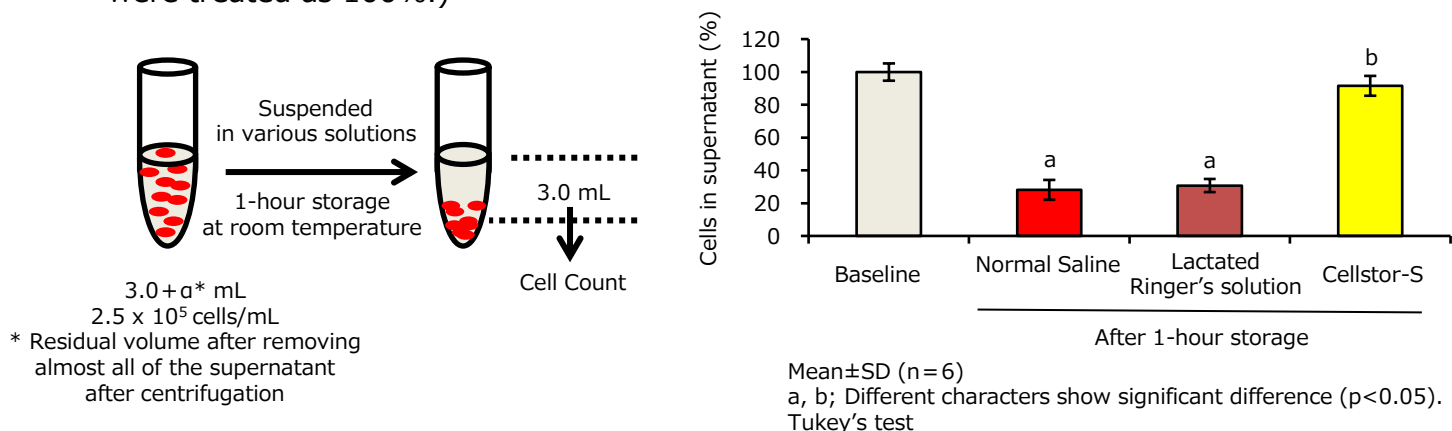 were treated as 100%.)
Suspended
in various solutions
1-hour storage
at room temperature
3.0 mL
Cell Count
3.0+α* mL
2.5 x 10⁵ cells/mL
* Residual volume after removing
almost all of the supernatant
after centrifugation
Cells in supernatant (%)
120
100
80
60
40
20
0
a
a
b
Baseline
Normal Saline
Lactated
Ringer's solution
Cellstor-S
After 1-hour storage
Mean±SD (n=6)
a, b; Different characters show significant difference (p<0.05).
Tukey's test